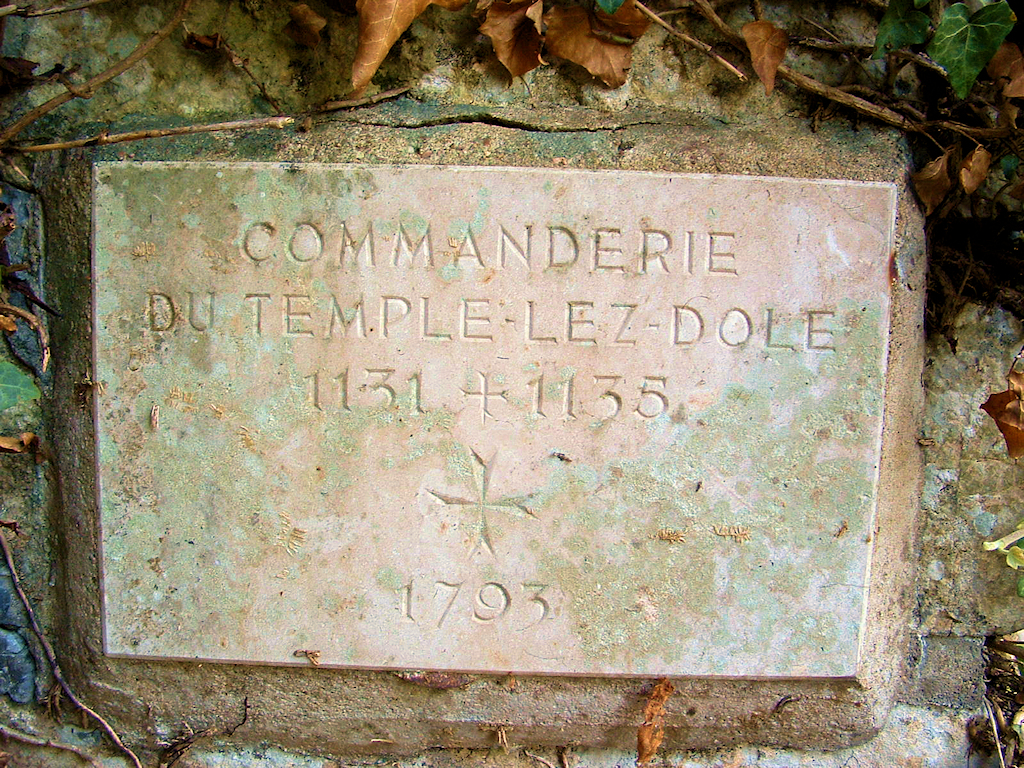 COMMANDERIE
DU TEMPLE-LEZ-DOLE
1131 + 1135
1793